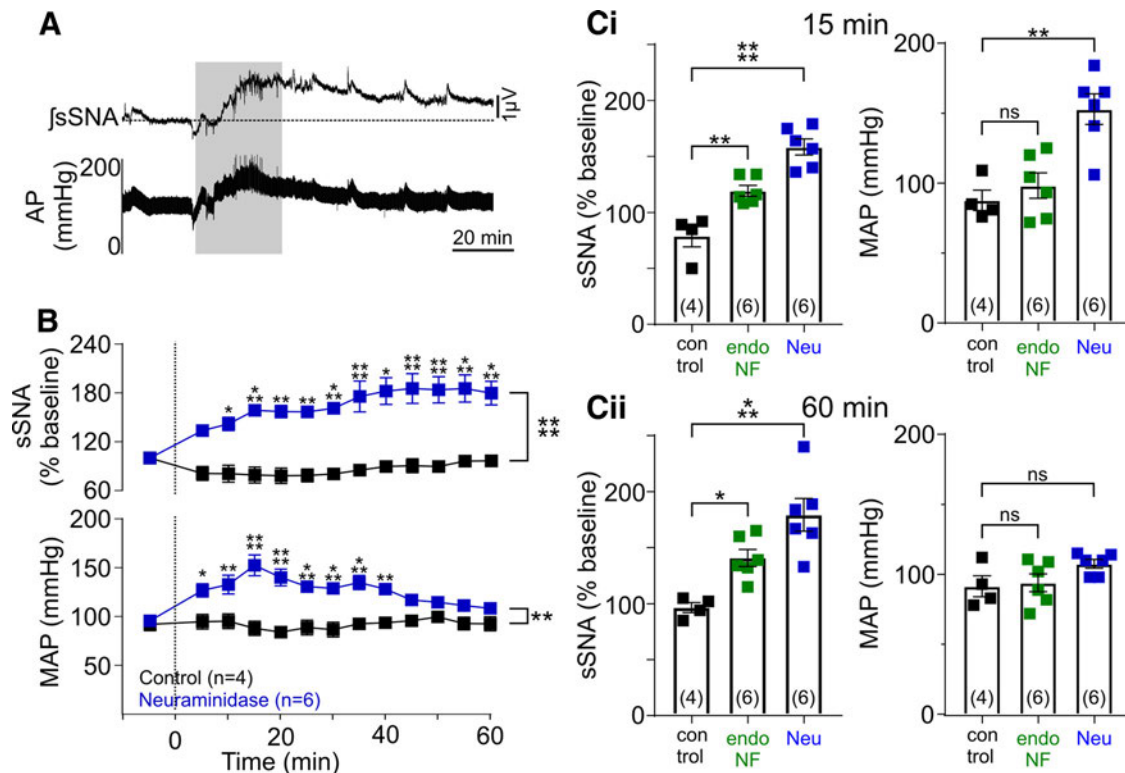 A
∫sSNA
1µV
AP
(mmHg)
200
0
20 min
B
sSNA
(% baseline)
240
180
120
60
*
*
**
**
**
*
**
**
**
*
**
**
**
**
*
**
*
**
**
**
MAP (mmHg)
200
150
100
50
*
**
**
**
**
**
*
**
*
**
*
**
**
**
Control (n=4)
Neuraminidase (n=6)
0
20
40
60
Time (min)
Ci
15 min
sSNA (% baseline)
200
100
0
**
**
**
(4)
(6)
(6)
con
trol
endo
NF
Neu
MAP (mmHg)
200
100
0
**
ns
(4)
(6)
(6)
con
trol
endo
NF
Neu
Cii
60 min
sSNA (% baseline)
200
100
0
*
**
*
(4)
(6)
(6)
con
trol
endo
NF
Neu
MAP (mmHg)
200
100
0
ns
ns
(4)
(6)
(6)
con
trol
endo
NF
Neu